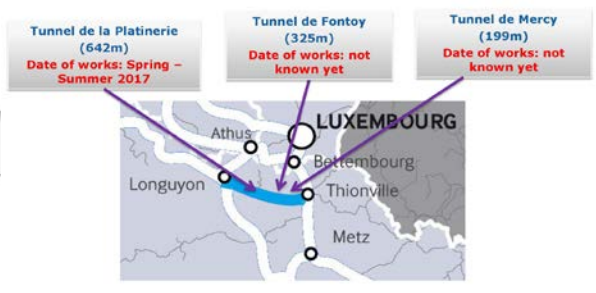 Tunnel de la Platinerie
(642m)
Date of works: Spring –
Summer 2017
Tunnel de Fontoy
(325m)
Date of works: not
known yet
Tunnel de Mercy
(199m)
Date of works: not
known yet
LUXEMBOURG
Athus
Bettembourg
Longuyon
Thionville
Metz